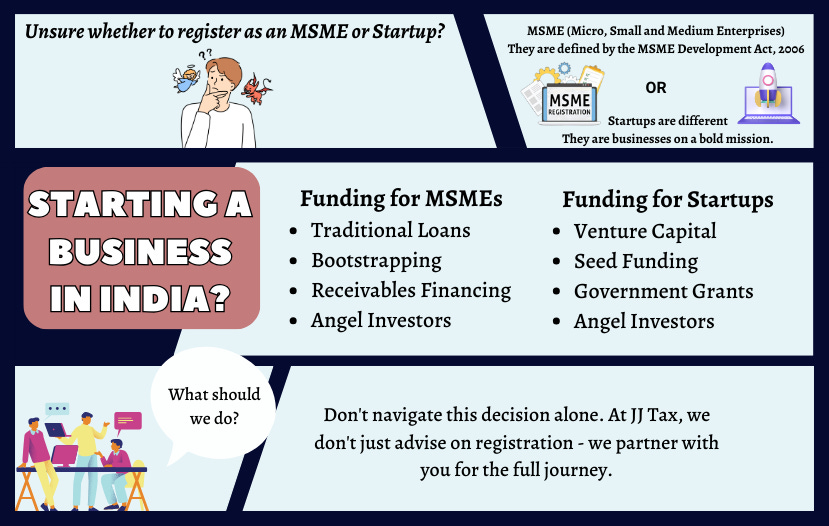 Unsure whether to register as an MSME or Startup?
? ?
MSME (Micro, Small and Medium Enterprises)
They are defined by the MSME Development Act, 2006
MSME
REGISTRATION
OR
Startups are different
They are businesses on a bold mission.
STARTING A
BUSINESS
IN INDIA?
Funding for MSMEs
• Traditional Loans
• Bootstrapping
• Receivables Financing
• Angel Investors
Funding for Startups
• Venture Capital
• Seed Funding
• Government Grants
• Angel Investors
What should
we do?
Don't navigate this decision alone. At JJ Tax, we
don't just advise on registration - we partner with
you for the full journey.